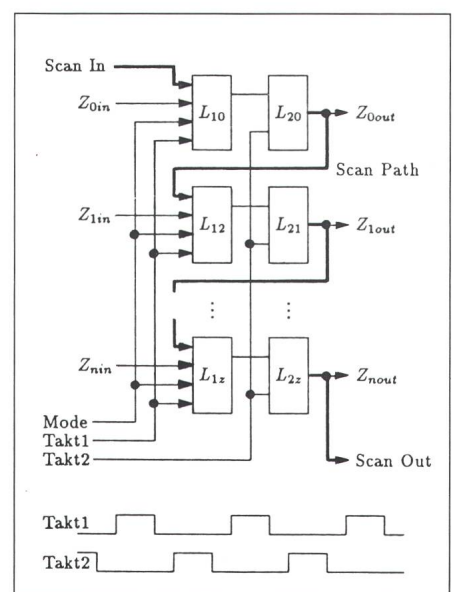 Scan In
Z0in L10 L20 Z0out
Scan Path
Z1in L12 L21 Z1out
⋮ ⋮
Znin L1z L2z Znout
Mode
Takt1
Takt2 Scan Out
Takt1
Takt2